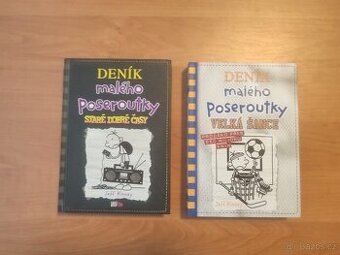 DENÍK
malého
Poseroutky
STARÉ DOBRÉ ČASY
Jeff Kinney
DENÍK
malého
Poseroutky
VELKÁ ŠANCE
Jeff Kinney